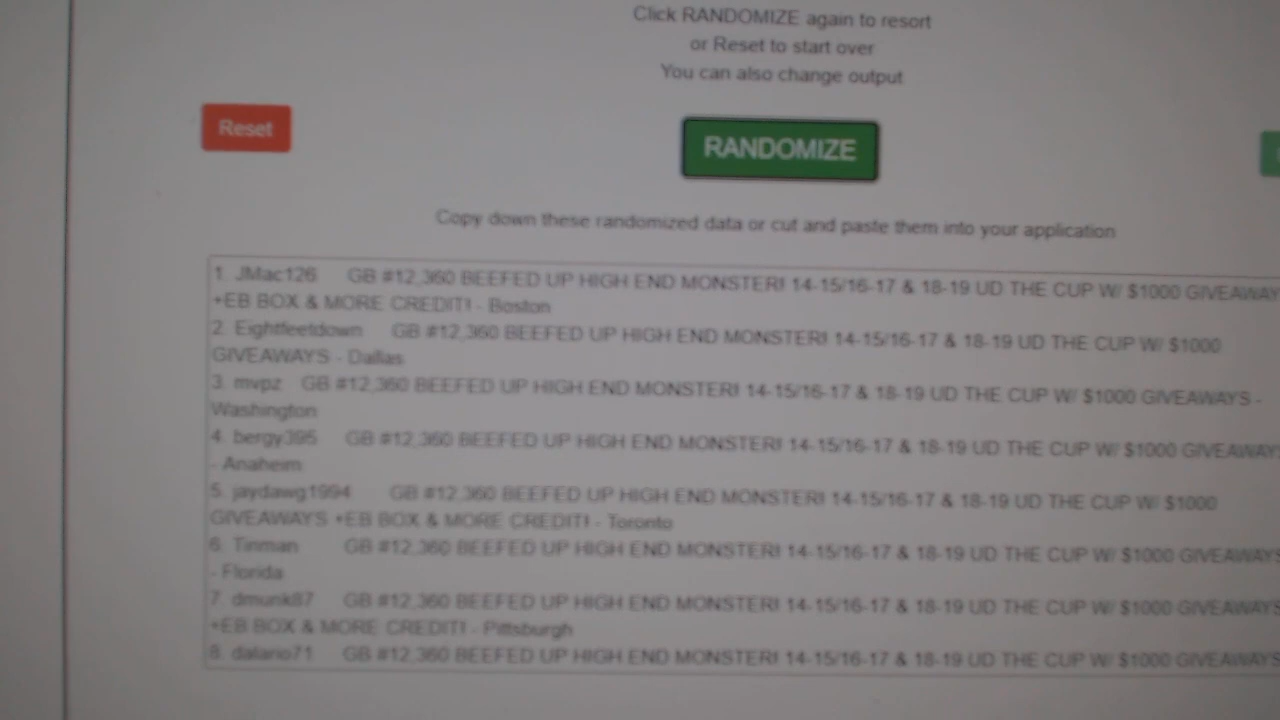 Click RANDOMIZE again to resort
or Reset to start over
You can also change output
Reset
RANDOMIZE
Copy down these randomized data or cut and paste them into your application
1. JMac126 GB #12,360 BEEFED UP HIGH END MONSTER! 14-15/16-17 & 18-19 UD THE CUP W/ $1000 GIVEAWAY
+EB BOX & MORE CREDIT! - Boston
2. Eightfeetdown GB #12,360 BEEFED UP HIGH END MONSTER! 14-15/16-17 & 18-19 UD THE CUP W/ $1000
GIVEAWAYS - Dallas
3. mvpz GB #12,360 BEEFED UP HIGH END MONSTER! 14-15/16-17 & 18-19 UD THE CUP W/ $1000 GIVEAWAYS -
Washington
4. bergy395 GB #12,360 BEEFED UP HIGH END MONSTER! 14-15/16-17 & 18-19 UD THE CUP W/ $1000 GIVEAWAYS
- Anaheim
5. jaydawg1994 GB #12,360 BEEFED UP HIGH END MONSTER! 14-15/16-17 & 18-19 UD THE CUP W/ $1000
GIVEAWAYS +EB BOX & MORE CREDIT! - Toronto
6. Tinman GB #12,360 BEEFED UP HIGH END MONSTER! 14-15/16-17 & 18-19 UD THE CUP W/ $1000 GIVEAWAYS
- Florida
7. dmunk87 GB #12,360 BEEFED UP HIGH END MONSTER! 14-15/16-17 & 18-19 UD THE CUP W/ $1000 GIVEAWAYS
+EB BOX & MORE CREDIT! - Pittsburgh
8. dalario71 GB #12,360 BEEFED UP HIGH END MONSTER! 14-15/16-17 & 18-19 UD THE CUP W/ $1000 GIVEAWAYS